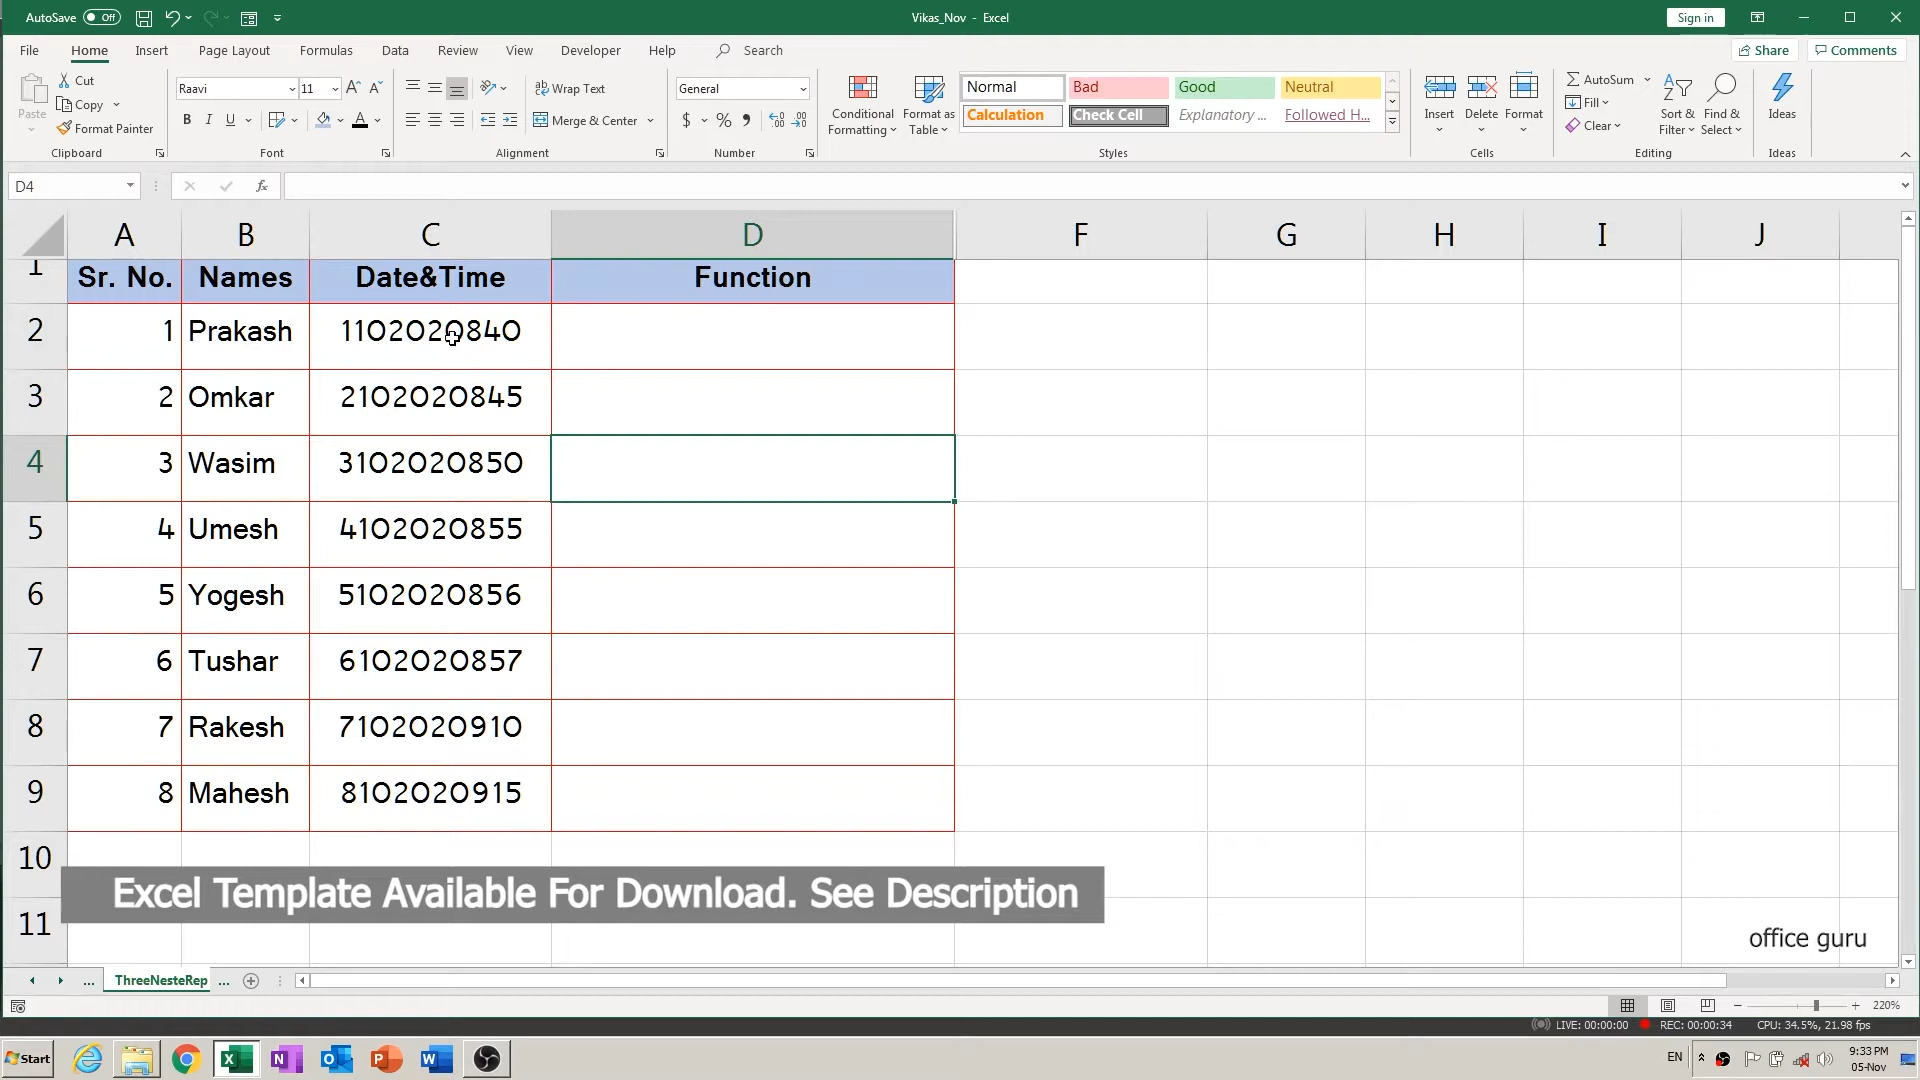 AutoSave Off
Vikas_Nov - Excel
Sign in
File Home Insert Page Layout Formulas Data Review View Developer Help Search
Share Comments
Paste
Cut
Copy
Format Painter
Clipboard
Raavi 11
B I U
Font
Wrap Text
Merge & Center
Alignment
General
$ % ,
Number
Conditional Formatting
Format as Table
Normal Bad Good Neutral
Calculation Check Cell Explanatory ... Followed H...
Styles
Insert Delete Format
Cells
AutoSum
Fill
Clear
Sort & Filter
Find & Select
Editing
Ideas
Ideas
D4 fx
A B C D F G H I J
1 Sr. No. Names Date&Time Function
2 1 Prakash 1102020840
3 2 Omkar 2102020845
4 3 Wasim 3102020850
5 4 Umesh 4102020855
6 5 Yogesh 5102020856
7 6 Tushar 6102020857
8 7 Rakesh 7102020910
9 8 Mahesh 8102020915
10
Excel Template Available For Download. See Description
11
office guru
... ThreeNesteRep ...
220%
LIVE: 00:00:00 REC: 00:00:34 CPU: 34.5%, 21.98 fps
Start
EN
9:33 PM
05-Nov